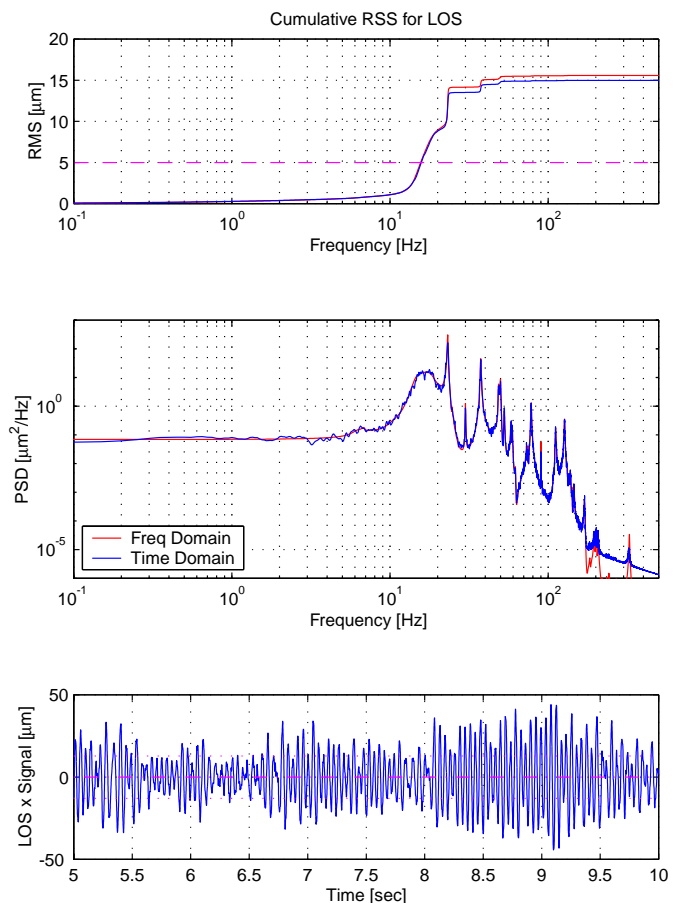 Cumulative RSS for LOS
20
15
10
5
0
RMS [µm]
10^-1 10^0 10^1 10^2
Frequency [Hz]
10^0
10^-5
PSD [µm^2/Hz]
Freq Domain
Time Domain
10^-1 10^0 10^1 10^2
Frequency [Hz]
50
0
-50
LOS x Signal [µm]
5 5.5 6 6.5 7 7.5 8 8.5 9 9.5 10
Time [sec]